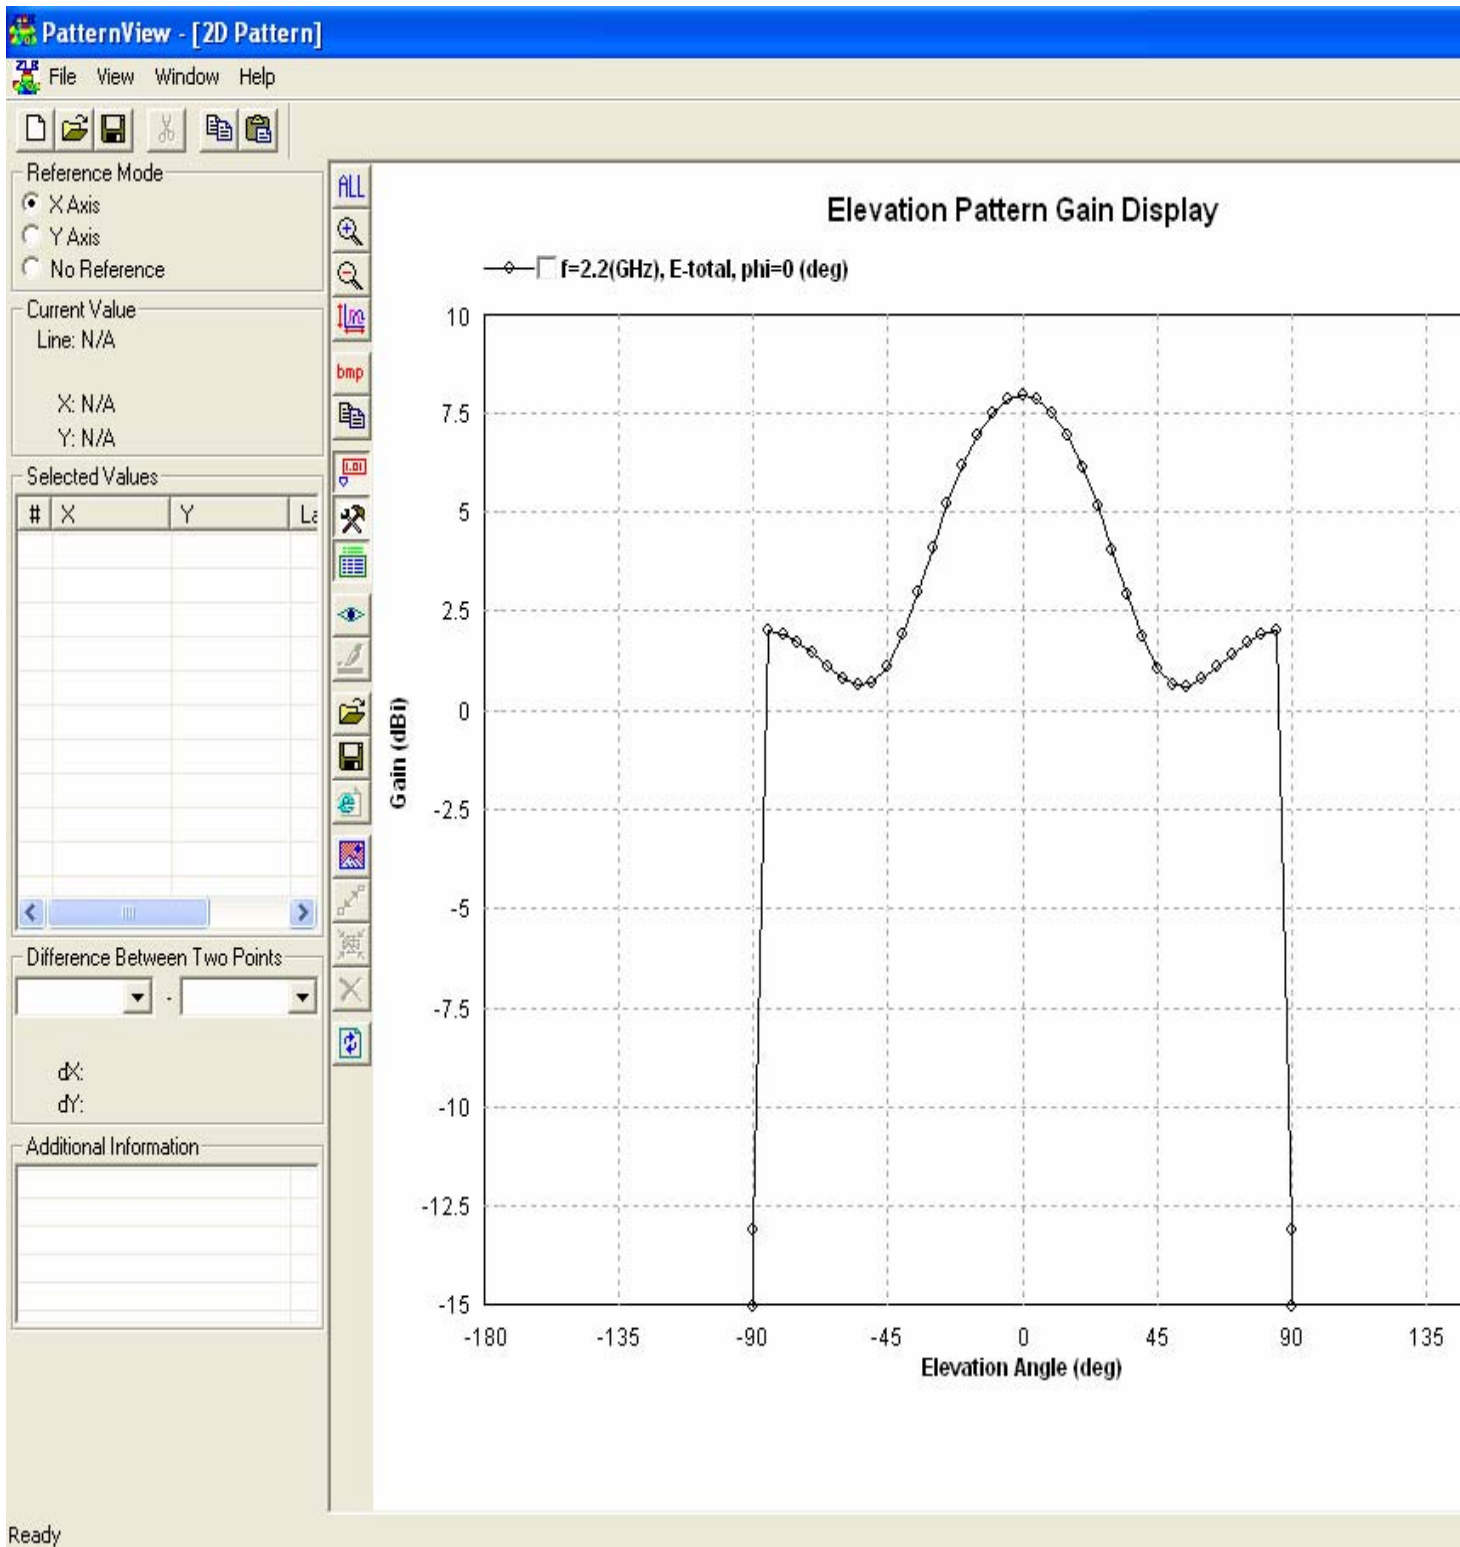 PatternView - [2D Pattern]
File View Window Help
Reference Mode
X Axis
Y Axis
No Reference
Current Value
Line: N/A
X: N/A
Y: N/A
Selected Values
# X Y La
Difference Between Two Points
-
dX:
dY:
Additional Information
Ready
ALL
bmp
1.01
Elevation Pattern Gain Display
f=2.2(GHz), E-total, phi=0 (deg)
10
7.5
5
2.5
0
-2.5
-5
-7.5
-10
-12.5
-15
Gain (dBi)
-180 -135 -90 -45 0 45 90 135
Elevation Angle (deg)